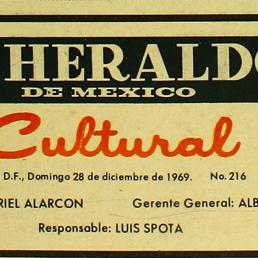 HERALDO
DE MEXICO
Cultural
D.F., Domingo 28 de diciembre de 1969. No. 216
RIEL ALARCON Gerente General: ALB
Responsable: LUIS SPOTA